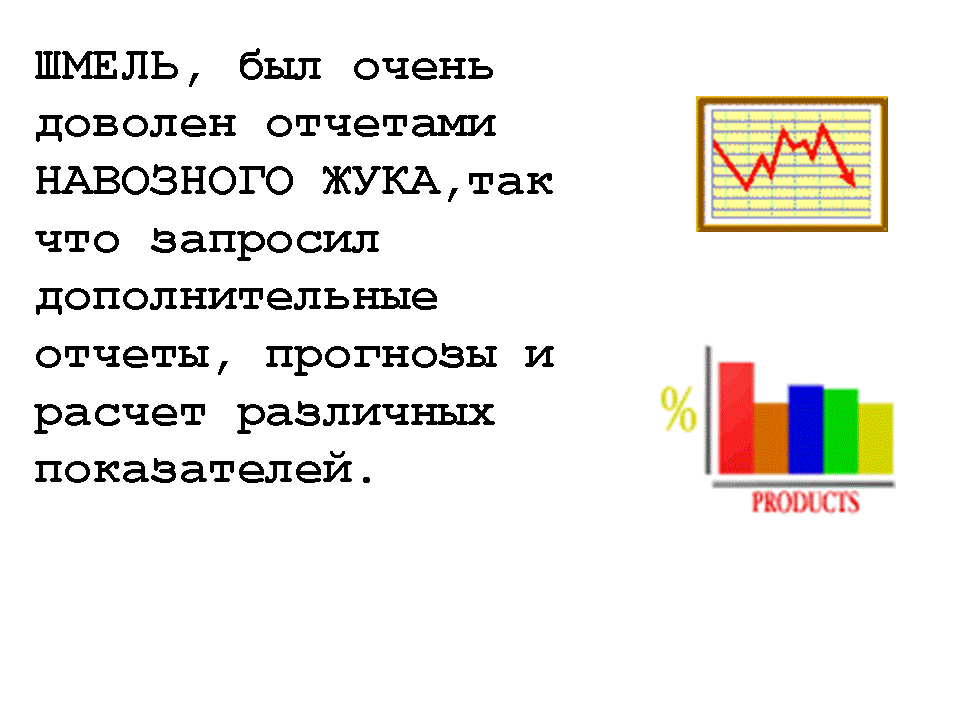 ШМЕЛЬ, был очень
доволен отчетами
НАВОЗНОГО ЖУКА,так
что запросил
дополнительные
отчеты, прогнозы и
расчет различных
показателей.
%
PRODUCTS